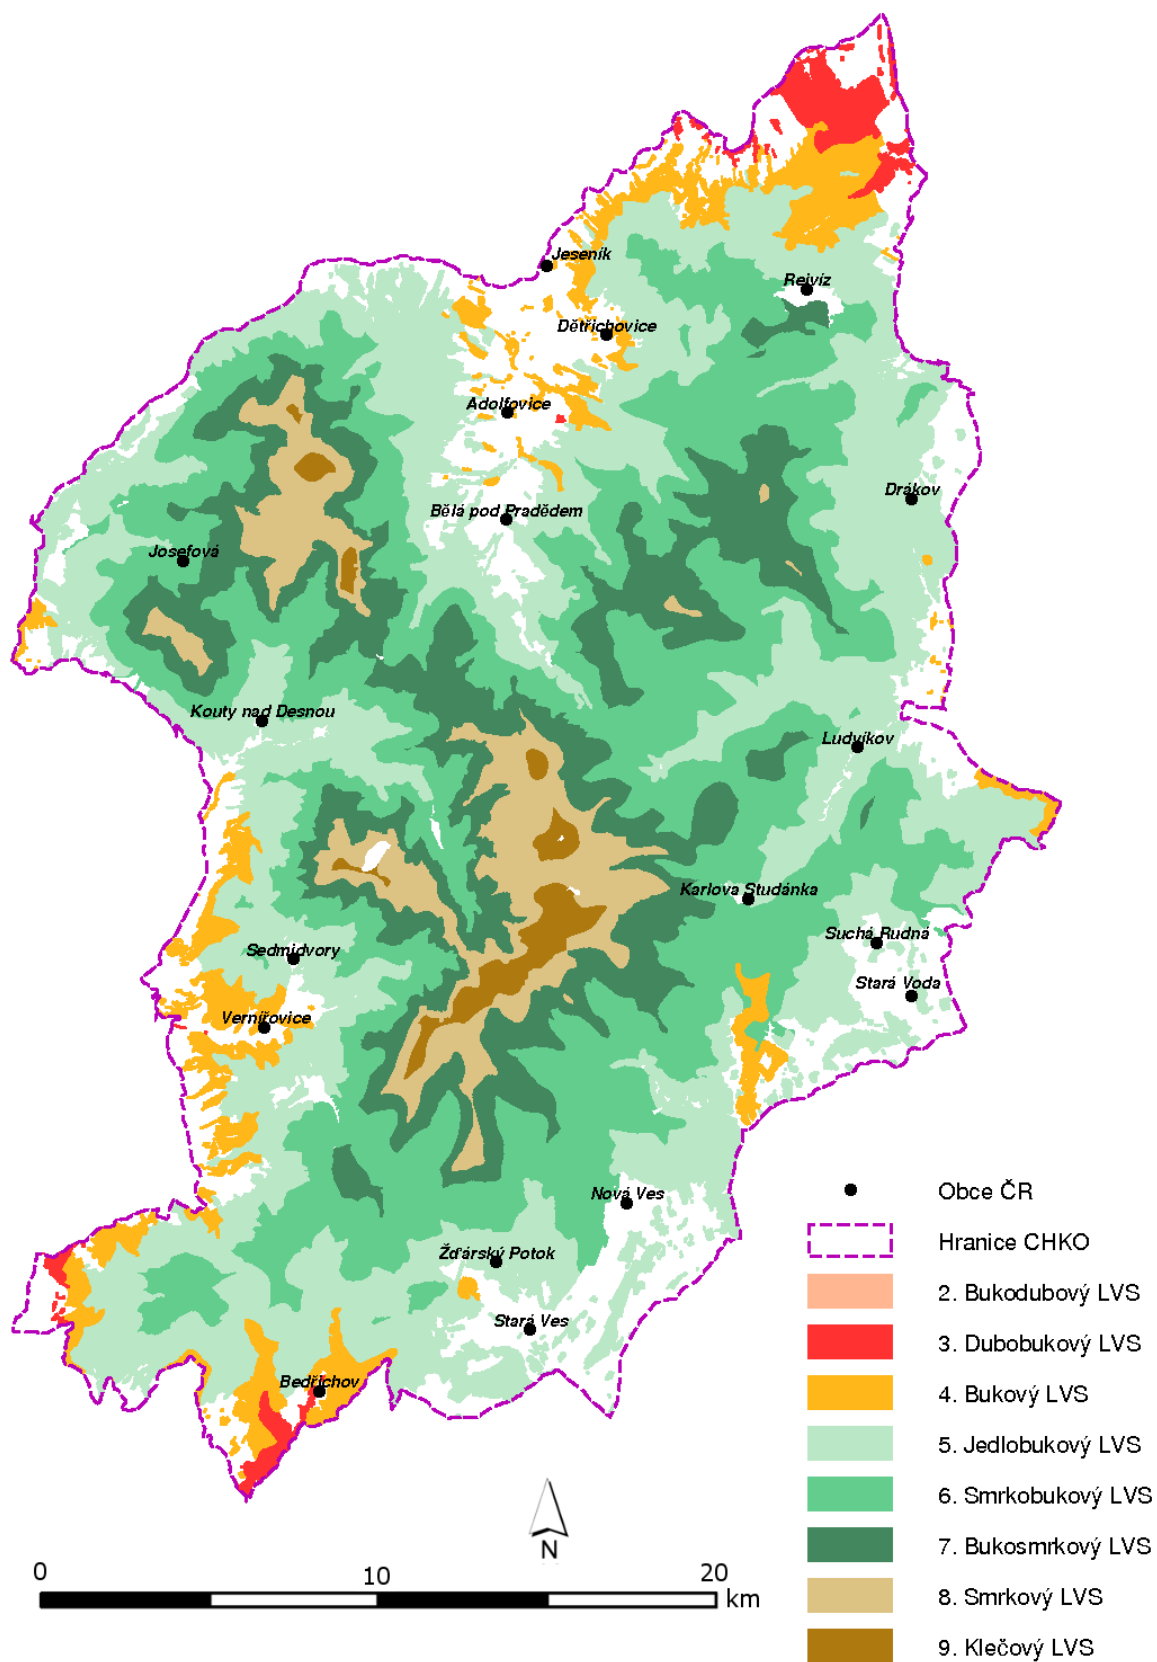 Jeseník
Rejvíz
Dětřichovice
Adolfovice
Drákov
Bělá pod Pradědem
Josefová
Kouty nad Desnou
Ludvíkov
Karlova Studánka
Suchá Rudná
Sedmidvory
Stará Voda
Vernířovice
Nová Ves
Žďárský Potok
Stará Ves
Bedřichov
Obce ČR
Hranice CHKO
2. Bukodubový LVS
3. Dubobukový LVS
4. Bukový LVS
5. Jedlobukový LVS
6. Smrkobukový LVS
7. Bukosmrkový LVS
8. Smrkový LVS
9. Klečový LVS
N
0 10 20
km